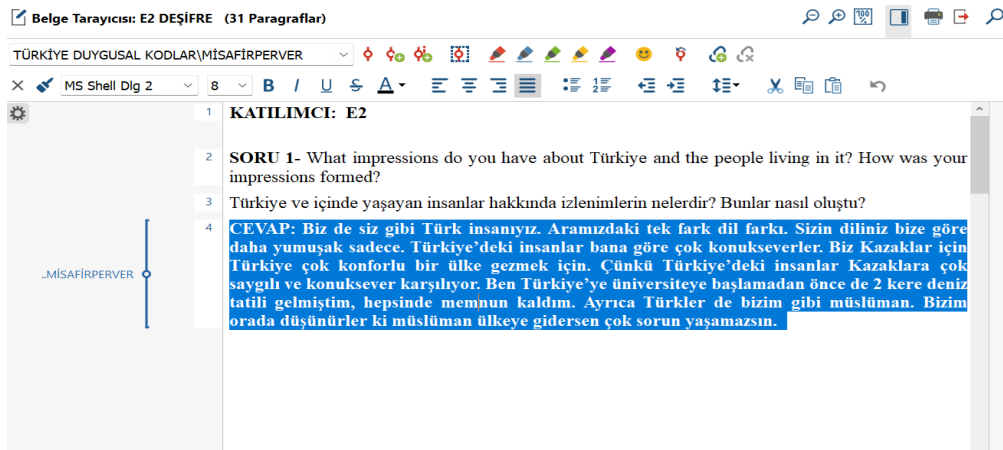 Belge Tarayıcısı: E2 DEŞİFRE (31 Paragraflar)
TÜRKİYE DUYGUSAL KODLAR\MİSAFİRPERVER
MS Shell Dlg 2 8 B I U S A
1 KATILIMCI: E2
2 SORU 1- What impressions do you have about Türkiye and the people living in it? How was your
impressions formed?
3 Türkiye ve içinde yaşayan insanlar hakkında izlenimlerin nelerdir? Bunlar nasıl oluştu?
4 CEVAP: Biz de siz gibi Türk insanıyız. Aramızdaki tek fark dil farkı. Sizin diliniz bize göre
daha yumuşak sadece. Türkiye’deki insanlar bana göre çok konukseverler. Biz Kazaklar için
Türkiye çok konforlu bir ülke gezmek için. Çünkü Türkiye’deki insanlar Kazaklara çok
..MİSAFİRPERVER
saygılı ve konuksever karşılıyor. Ben Türkiye’ye üniversiteye başlamadan önce de 2 kere deniz
tatili gelmiştim, hepsinde memnun kaldım. Ayrıca Türkler de bizim gibi müslüman. Bizim
orada düşünürler ki müslüman ülkeye gidersen çok sorun yaşamazsın.